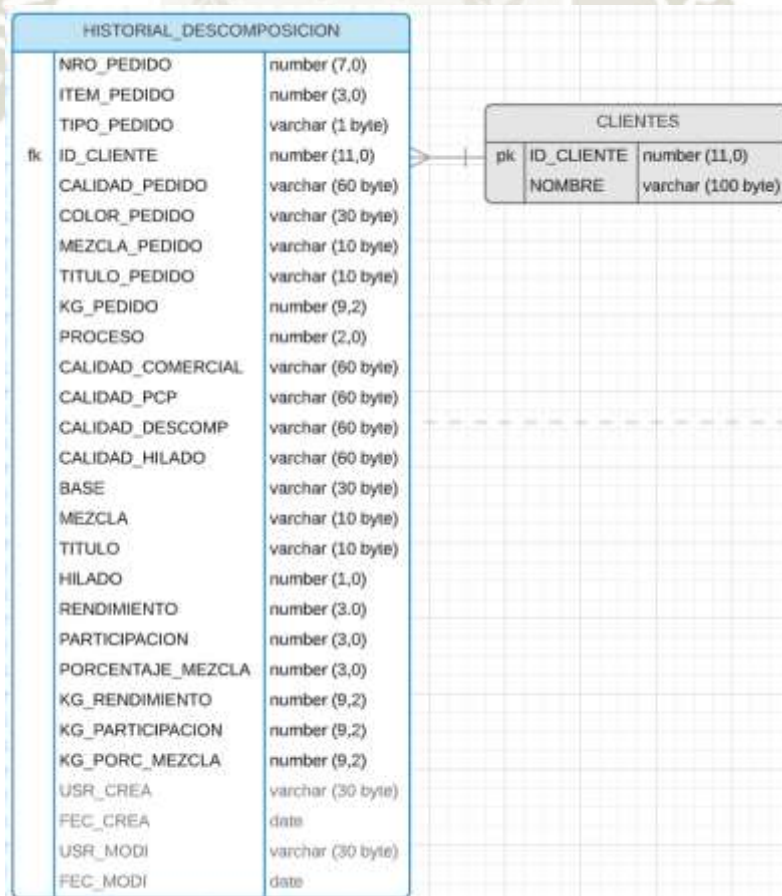 HISTORIAL_DESCOMPOSICION
NRO_PEDIDO number (7,0)
ITEM_PEDIDO number (3,0)
TIPO_PEDIDO varchar (1 byte)
fk ID_CLIENTE number (11,0)
CALIDAD_PEDIDO varchar (60 byte)
COLOR_PEDIDO varchar (30 byte)
MEZCLA_PEDIDO varchar (10 byte)
TITULO_PEDIDO varchar (10 byte)
KG_PEDIDO number (9,2)
PROCESO number (2,0)
CALIDAD_COMERCIAL varchar (60 byte)
CALIDAD_PCP varchar (60 byte)
CALIDAD_DESCOMP varchar (60 byte)
CALIDAD_HILADO varchar (60 byte)
BASE varchar (30 byte)
MEZCLA varchar (10 byte)
TITULO varchar (10 byte)
HILADO number (1,0)
RENDIMIENTO number (3.0)
PARTICIPACION number (3,0)
PORCENTAJE_MEZCLA number (3,0)
KG_RENDIMIENTO number (9,2)
KG_PARTICIPACION number (9,2)
KG_PORC_MEZCLA number (9,2)
USR_CREA varchar (30 byte)
FEC_CREA date
USR_MODI varchar (30 byte)
FEC_MODI date
CLIENTES
pk ID_CLIENTE number (11,0)
NOMBRE varchar (100 byte)